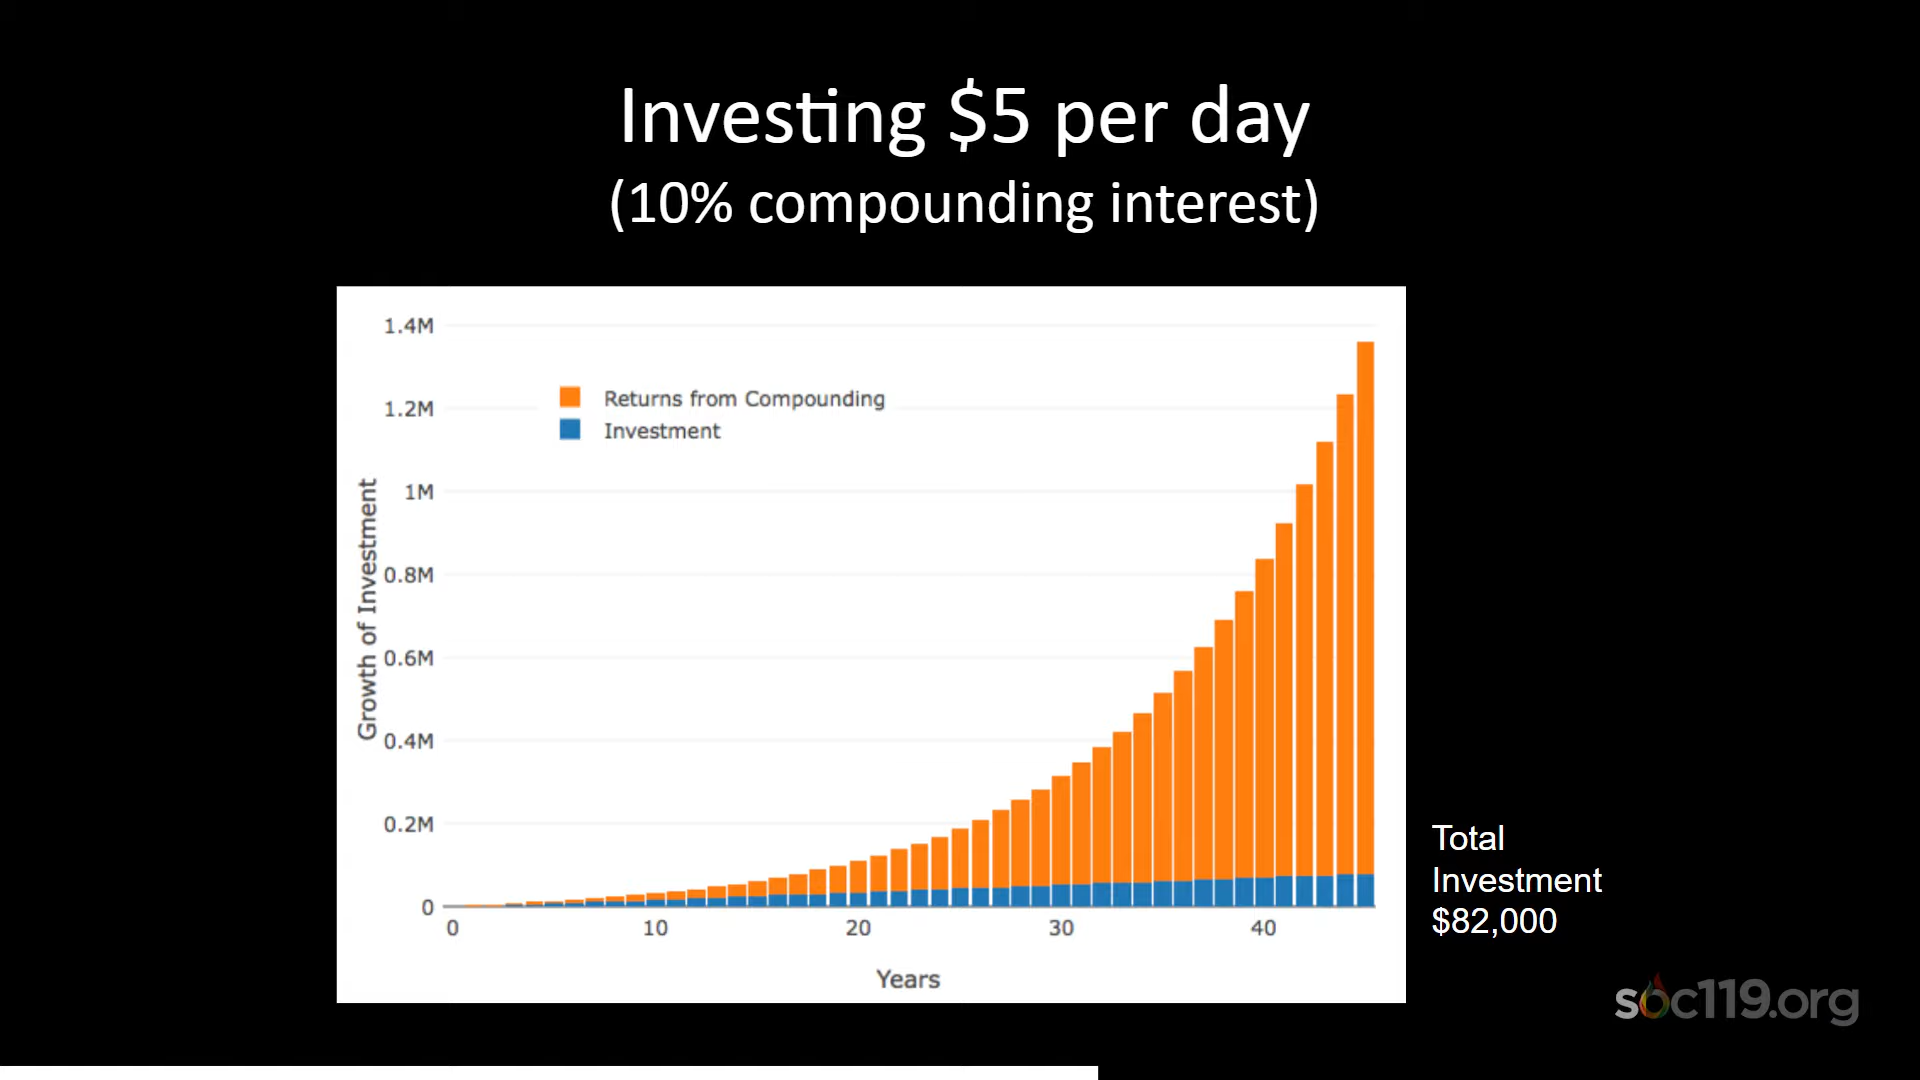 Investing $5 per day
(10% compounding interest)
1.4M
1.2M
1M
0.8M
0.6M
0.4M
0.2M
0
Growth of Investment
Returns from Compounding
Investment
0 10 20 30 40
Years
Total
Investment
$82,000
soc119.org